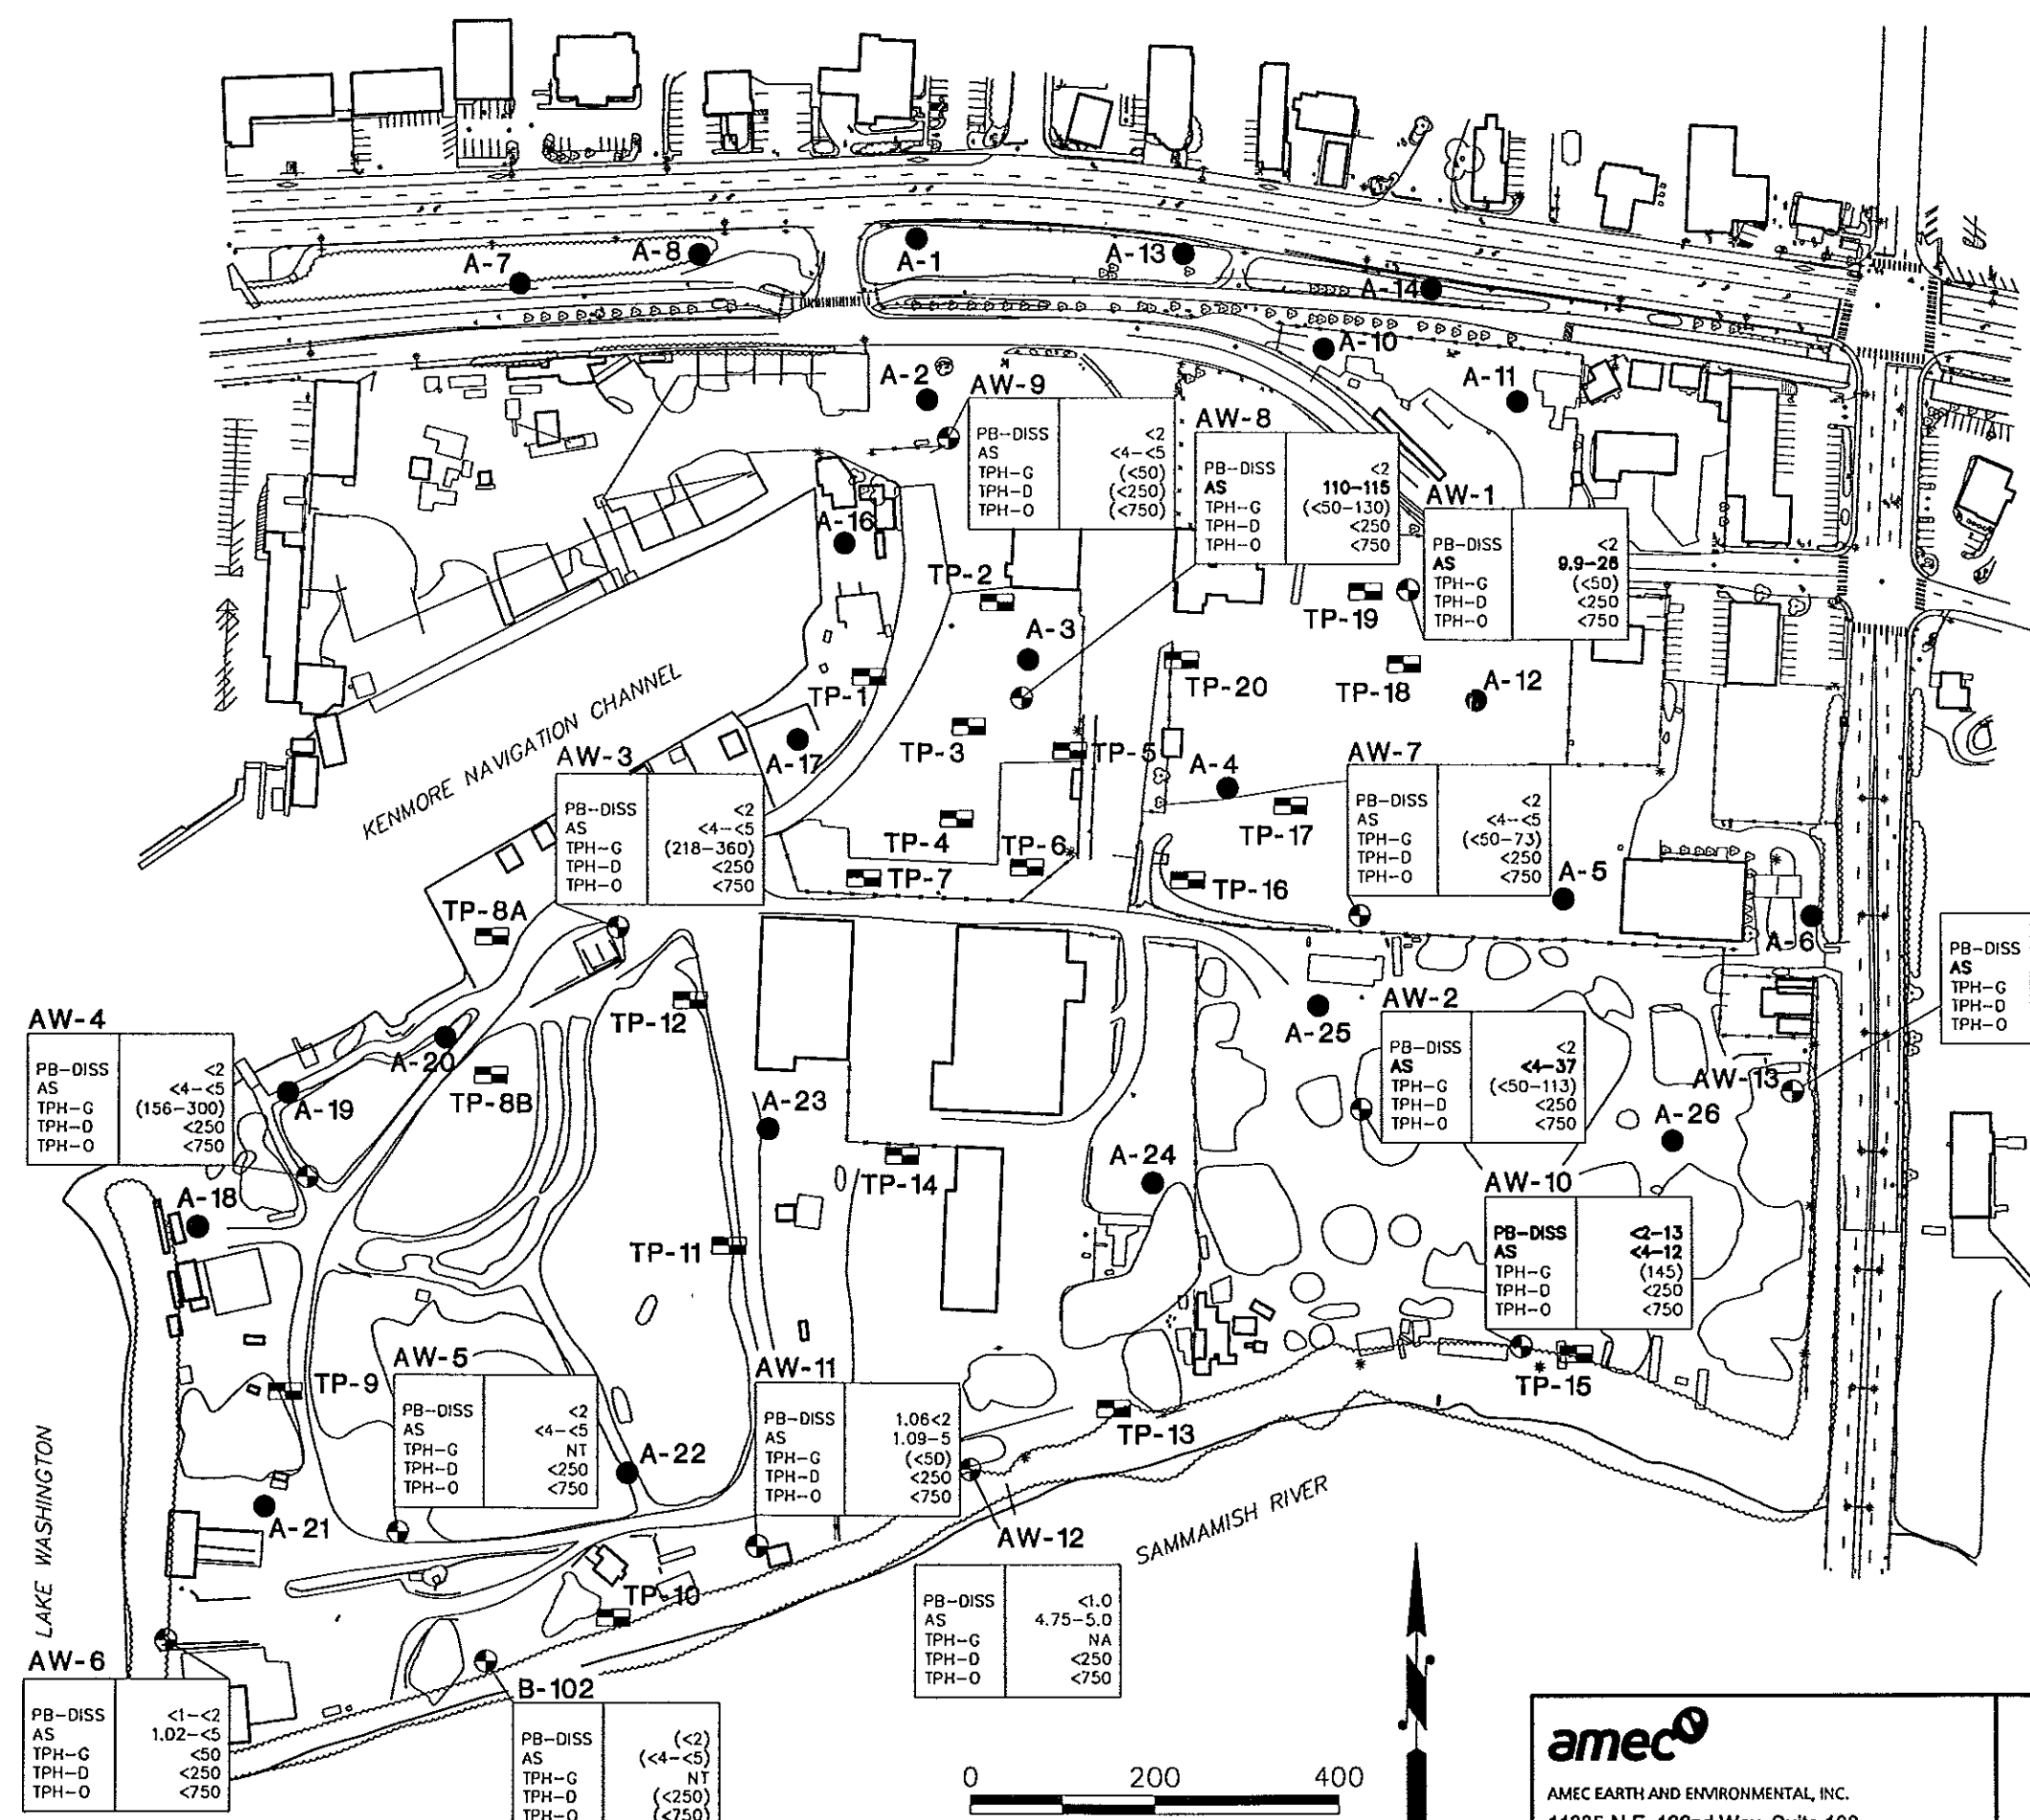 A-7
A-8
A-1
A-13
A-14
A-10
A-2
A-11
AW-9
PB-DISS <2
AS <4-<5
TPH-G (<50)
TPH-D (<250)
TPH-O (<750)
AW-8
PB-DISS <2
AS 110-115
TPH-G (<50-130)
TPH-D <250
TPH-O <750
AW-1
PB-DISS <2
AS 9.9-26
TPH-G (<50)
TPH-D <250
TPH-O <750
A-16
TP-2
A-3
TP-19
TP-1
TP-20
TP-18
A-12
KENMORE NAVIGATION CHANNEL
TP-3
TP-5
A-17
A-4
AW-3
PB-DISS <2
AS <4-<5
TPH-G (218-360)
TPH-D <250
TPH-O <750
AW-7
PB-DISS <2
AS <4-<5
TPH-G (<50-73)
TPH-D <250
TPH-O <750
TP-4
TP-6
TP-17
TP-7
TP-16
A-5
TP-8A
A-6
PB-DISS
AS
TPH-G
TPH-D
TPH-O
TP-12
A-25
AW-2
PB-DISS <2
AS <4-37
TPH-G (<50-113)
TPH-D <250
TPH-O <750
AW-4
PB-DISS <2
AS <4-<5
TPH-G (156-300)
TPH-D <250
TPH-O <750
A-20
A-19
TP-8B
A-23
AW-13
A-26
A-24
TP-14
A-18
AW-10
PB-DISS <2-13
AS <4-12
TPH-G (145)
TPH-D <250
TPH-O <750
TP-11
TP-9
AW-5
PB-DISS <2
AS <4-<5
TPH-G NT
TPH-D <250
TPH-O <750
AW-11
PB-DISS 1.06<2
AS 1.09-5
TPH-G (<50)
TPH-D <250
TPH-O <750
TP-15
TP-13
A-22
A-21
AW-12
PB-DISS <1.0
AS 4.75-5.0
TPH-G NA
TPH-D <250
TPH-O <750
SAMMAMISH RIVER
LAKE WASHINGTON
TP-10
AW-6
PB-DISS <1-<2
AS 1.02-<5
TPH-G <50
TPH-D <250
TPH-O <750
B-102
PB-DISS (<2)
AS (<4-<5)
TPH-G NT
TPH-D (<250)
TPH-O (<750)
0 200 400
N
amec
AMEC EARTH AND ENVIRONMENTAL, INC.